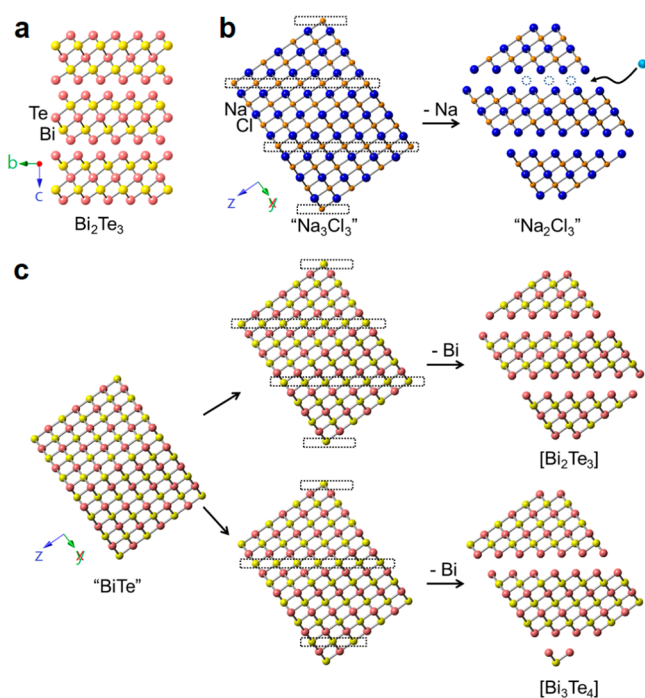 a
Te
Bi
b
c
Bi₂Te₃
b
Na
Cl
z
x
y
"Na₃Cl₃"
- Na
"Na₂Cl₃"
c
z
x
y
"BiTe"
- Bi
[Bi₂Te₃]
- Bi
[Bi₃Te₄]